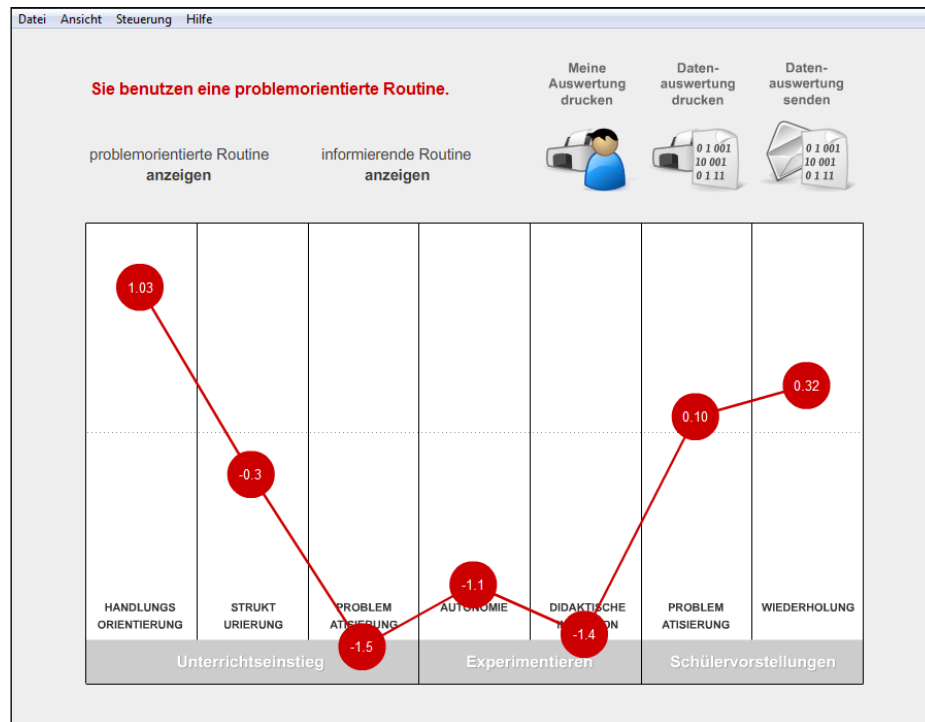 Datei Ansicht Steuerung Hilfe
Sie benutzen eine problemorientierte Routine.
Meine
Auswertung
drucken
Daten-
auswertung
drucken
Daten-
auswertung
senden
problemorientierte Routine
anzeigen
informierende Routine
anzeigen
0 1 001
10 001
0 1 11
0 1 001
10 001
0 1 11
1.03
-0.3
-1.5
-1.1
-1.4
0.10
0.32
HANDLUNGS
ORIENTIERUNG
STRUKT
URIERUNG
PROBLEM
ATISIERUNG
AUTONOMIE
DIDAKTISCHE
PROBLEM
ATISIERUNG
WIEDERHOLUNG
Unterrichtseinstieg
Experimentieren
Schülervorstellungen